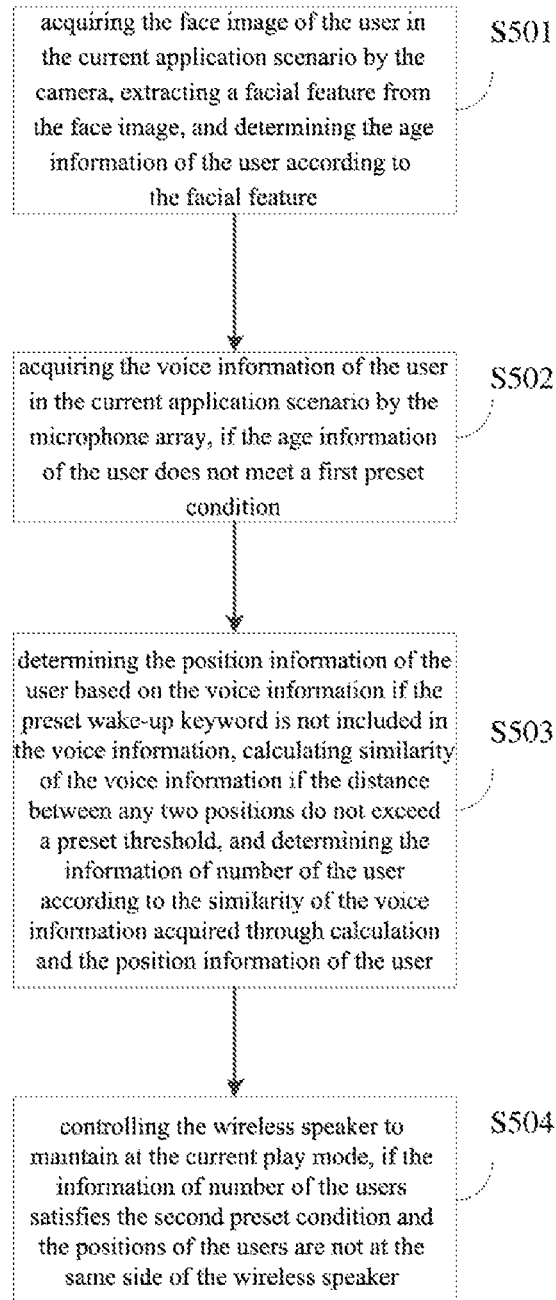 acquiring the face image of the user in
the current application scenario by the
camera, extracting a facial feature from
the face image, and determining the age
information of the user according to
the facial feature
S501
acquiring the voice information of the user
in the current application scenario by the
microphone array, if the age information
of the user does not meet a first preset
condition
S502
determining the position information of the
user based on the voice information if the
preset wake-up keyword is not included in
the voice information, calculating similarity
of the voice information if the distance
between any two positions do not exceed
a preset threshold, and determining the
information of number of the user
according to the similarity of the voice
information acquired through calculation
and the position information of the user
S503
controlling the wireless speaker to
maintain at the current play mode, if the
information of number of the users
satisfies the second preset condition and
the positions of the users are not at the
same side of the wireless speaker
S504